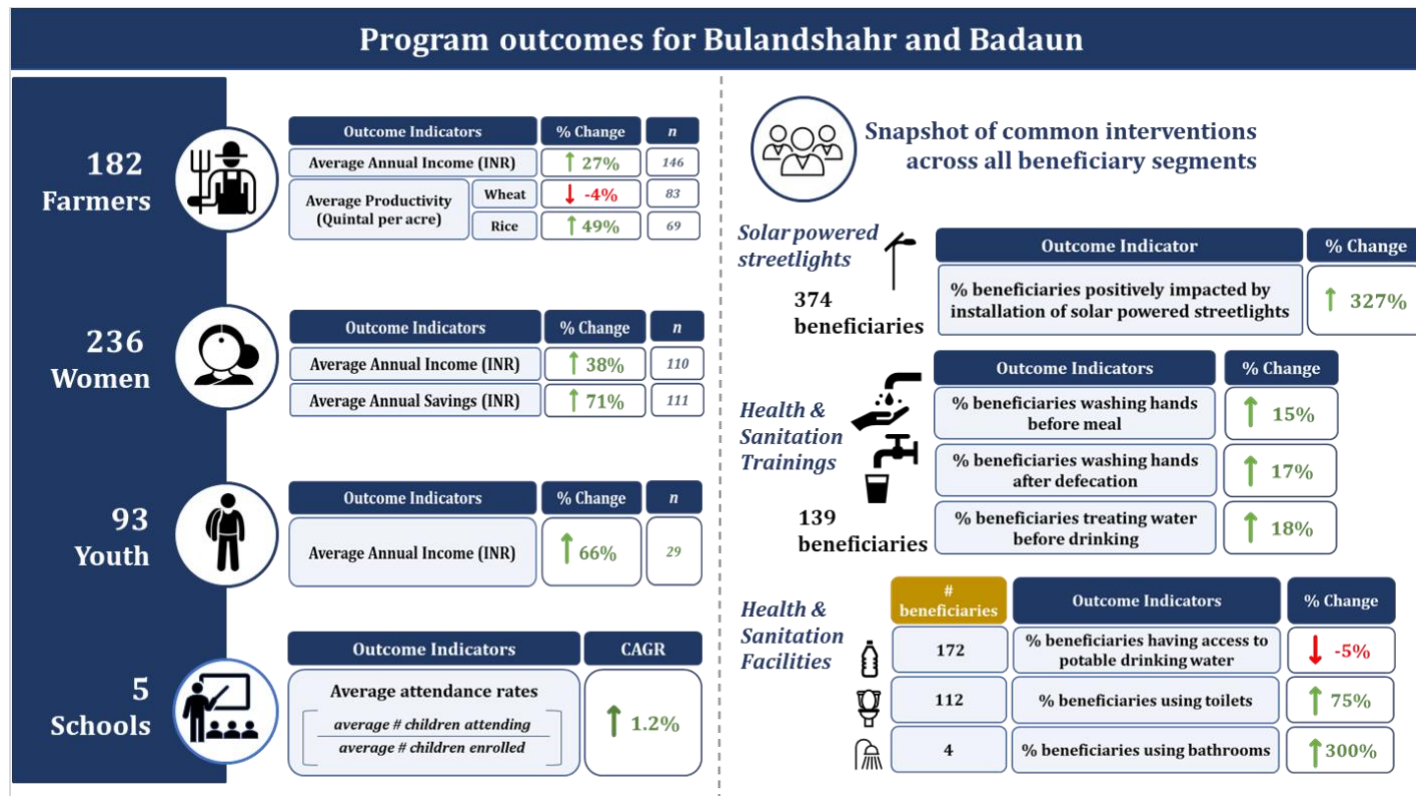 Program outcomes for Bulandshahr and Badaun
182
Farmers
Outcome Indicators % Change n
Average Annual Income (INR) ↑ 27% 146
Average Productivity
(Quintal per acre)
Wheat ↓ -4% 83
Rice ↑ 49% 69
236
Women
Outcome Indicators % Change n
Average Annual Income (INR) ↑ 38% 110
Average Annual Savings (INR) ↑ 71% 111
93
Youth
Outcome Indicators % Change n
Average Annual Income (INR) ↑ 66% 29
5
Schools
Outcome Indicators CAGR
Average attendance rates
average # children attending
average # children enrolled
↑ 1.2%
Snapshot of common interventions
across all beneficiary segments
Solar powered
streetlights
374
beneficiaries
Outcome Indicator % Change
% beneficiaries positively impacted by
installation of solar powered streetlights
↑ 327%
Health &
Sanitation
Trainings
139
beneficiaries
Outcome Indicators % Change
% beneficiaries washing hands
before meal
↑ 15%
% beneficiaries washing hands
after defecation
↑ 17%
% beneficiaries treating water
before drinking
↑ 18%
Health &
Sanitation
Facilities
#
beneficiaries
Outcome Indicators % Change
172
% beneficiaries having access to
potable drinking water
↓ -5%
112 % beneficiaries using toilets ↑ 75%
4 % beneficiaries using bathrooms ↑ 300%